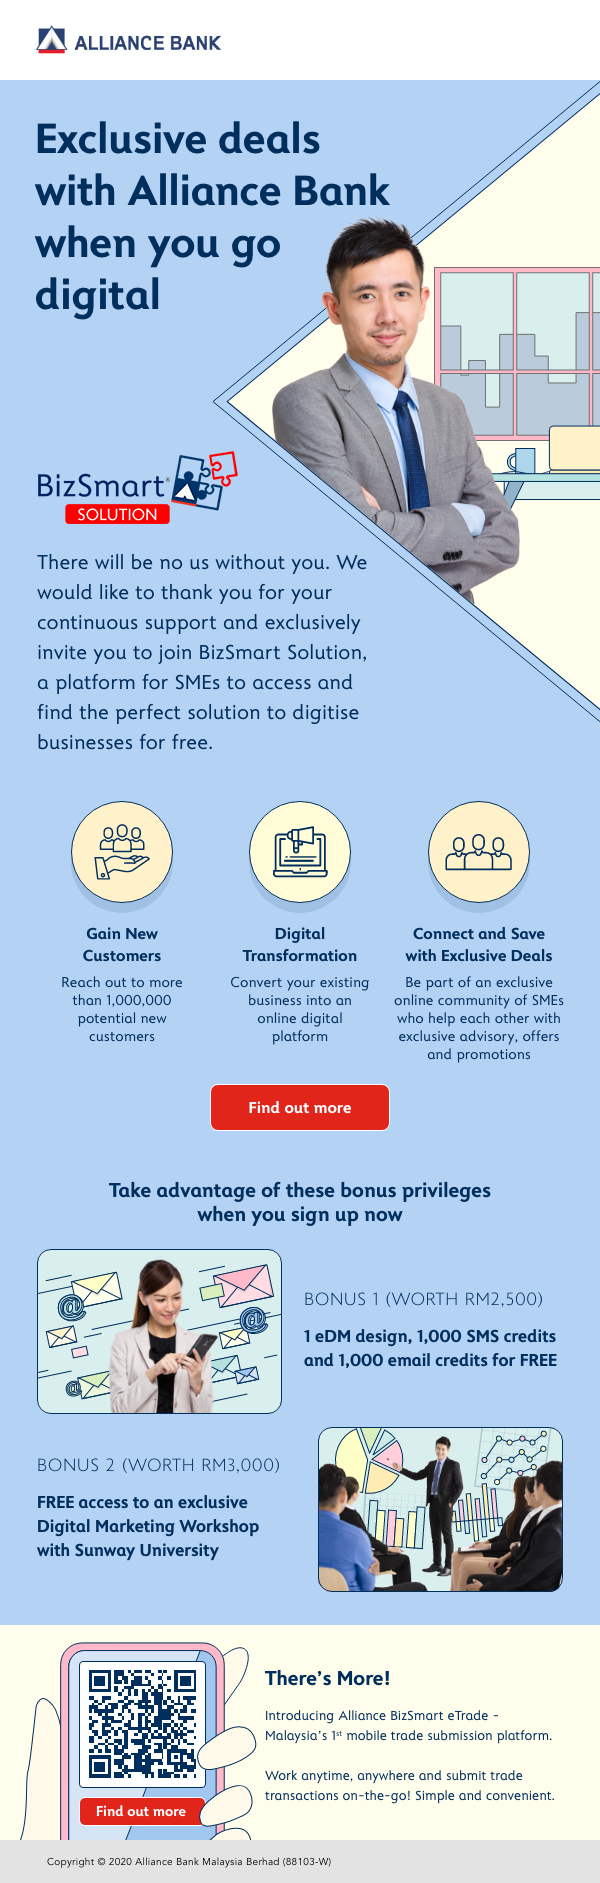 ALLIANCE BANK
Exclusive deals
with Alliance Bank
when you go
digital
BizSmart®
SOLUTION
There will be no us without you. We
would like to thank you for your
continuous support and exclusively
invite you to join BizSmart Solution,
a platform for SMEs to access and
find the perfect solution to digitise
businesses for free.
Gain New
Customers
Reach out to more
than 1,000,000
potential new
customers
Digital
Transformation
Convert your existing
business into an
online digital
platform
Connect and Save
with Exclusive Deals
Be part of an exclusive
online community of SMEs
who help each other with
exclusive advisory, offers
and promotions
Find out more
Take advantage of these bonus privileges
when you sign up now
@
@
@
BONUS 1 (WORTH RM2,500)
1 eDM design, 1,000 SMS credits
and 1,000 email credits for FREE
BONUS 2 (WORTH RM3,000)
FREE access to an exclusive
Digital Marketing Workshop
with Sunway University
Find out more
There's More!
Introducing Alliance BizSmart eTrade -
Malaysia's 1st mobile trade submission platform.
Work anytime, anywhere and submit trade
transactions on-the-go! Simple and convenient.
Copyright © 2020 Alliance Bank Malaysia Berhad (88103-W)